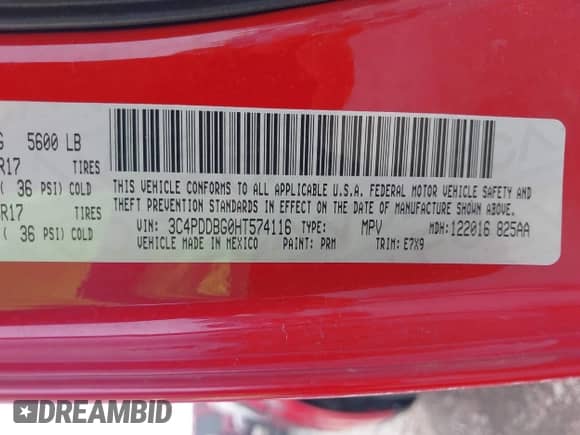 G 5600 LB
R17 TIRES
( 36 PSI) COLD
R17 TIRES
( 36 PSI) COLD
THIS VEHICLE CONFORMS TO ALL APPLICABLE U.S.A. FEDERAL MOTOR VEHICLE SAFETY AND
THEFT PREVENTION STANDARDS IN EFFECT ON THE DATE OF MANUFACTURE SHOWN ABOVE.
VIN: 3C4PDDBG0HT574116 TYPE: MPV MDH: 122016 825AA
VEHICLE MADE IN MEXICO PAINT: PRM TRIM: E7X9
DREAMBID